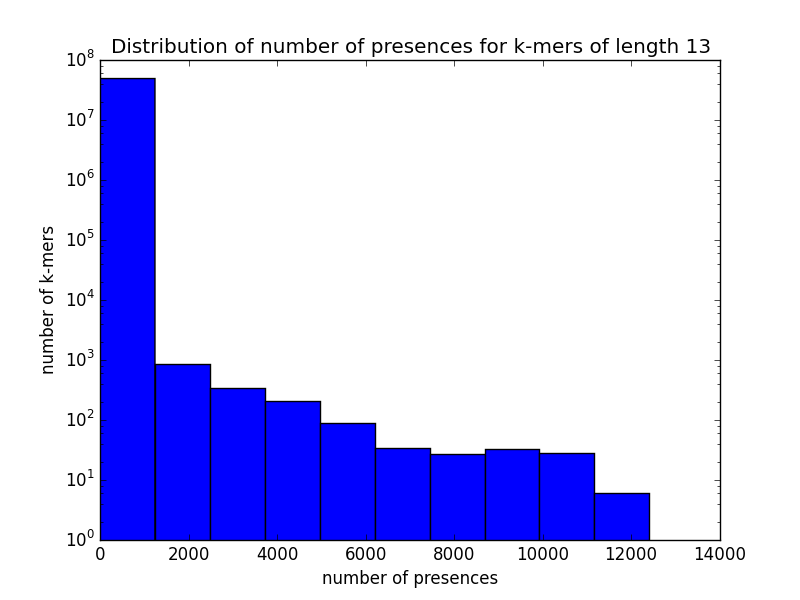 Distribution of number of presences for k-mers of length 13
10^8
10^7
10^6
10^5
10^4
10^3
10^2
10^1
10^0
number of k-mers
0 2000 4000 6000 8000 10000 12000 14000
number of presences